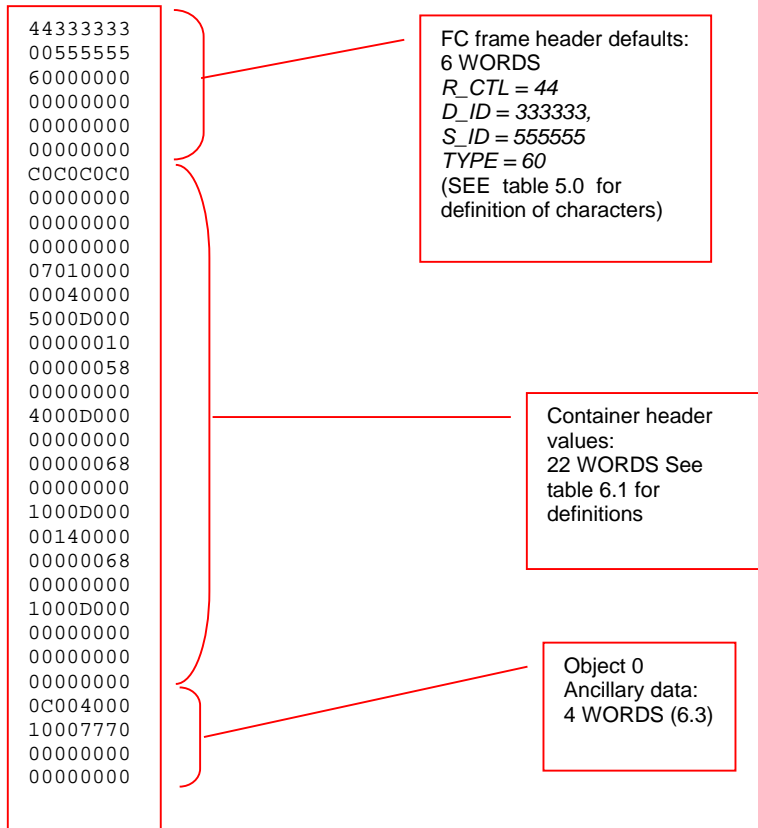 44333333
00555555
60000000
00000000
00000000
00000000
C0C0C0C0
00000000
00000000
00000000
07010000
00040000
5000D000
00000010
00000058
00000000
4000D000
00000000
00000068
00000000
1000D000
00140000
00000068
00000000
1000D000
00000000
00000000
00000000
0C004000
10007770
00000000
00000000
FC frame header defaults:
6 WORDS
R_CTL = 44
D_ID = 333333,
S_ID = 555555
TYPE = 60
(SEE table 5.0 for
definition of characters)
Container header
values:
22 WORDS See
table 6.1 for
definitions
Object 0
Ancillary data:
4 WORDS (6.3)